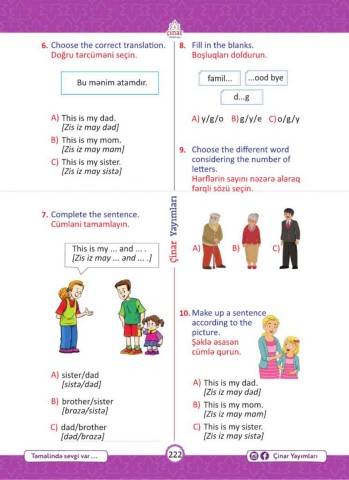 çinar
6. Choose the correct translation.
Doğru tərcüməni seçin.
Bu mənim atamdır.
A) This is my dad.
[Zis iz may dəd]
B) This is my mom.
[Zis iz may mam]
C) This is my sister.
[Zis iz may sistə]
7. Complete the sentence.
Cümləni tamamlayın.
This is my ... and ... .
[Zis iz may ... ənd ... .]
A) sister/dad
[sistə/dəd]
B) brother/sister
[brazə/sistə]
C) dad/brother
[dəd/brazə]
Çinar Yayımları
8. Fill in the blanks.
Boşluqları doldurun.
famil...
...ood bye
d...g
A) y/g/o B) g/y/e C) o/g/y
9. Choose the different word
considering the number of
letters.
Hərflərin sayını nəzərə alaraq
fərqli sözü seçin.
A) B) C)
10. Make up a sentence
according to the
picture.
Şəklə əsasən
cümlə qurun.
A) This is my dad.
[Zis iz may dəd]
B) This is my mom.
[Zis iz may mam]
C) This is my sister.
[Zis iz may sistə]
Təməlində sevgi var ...
222
Çinar Yayımları